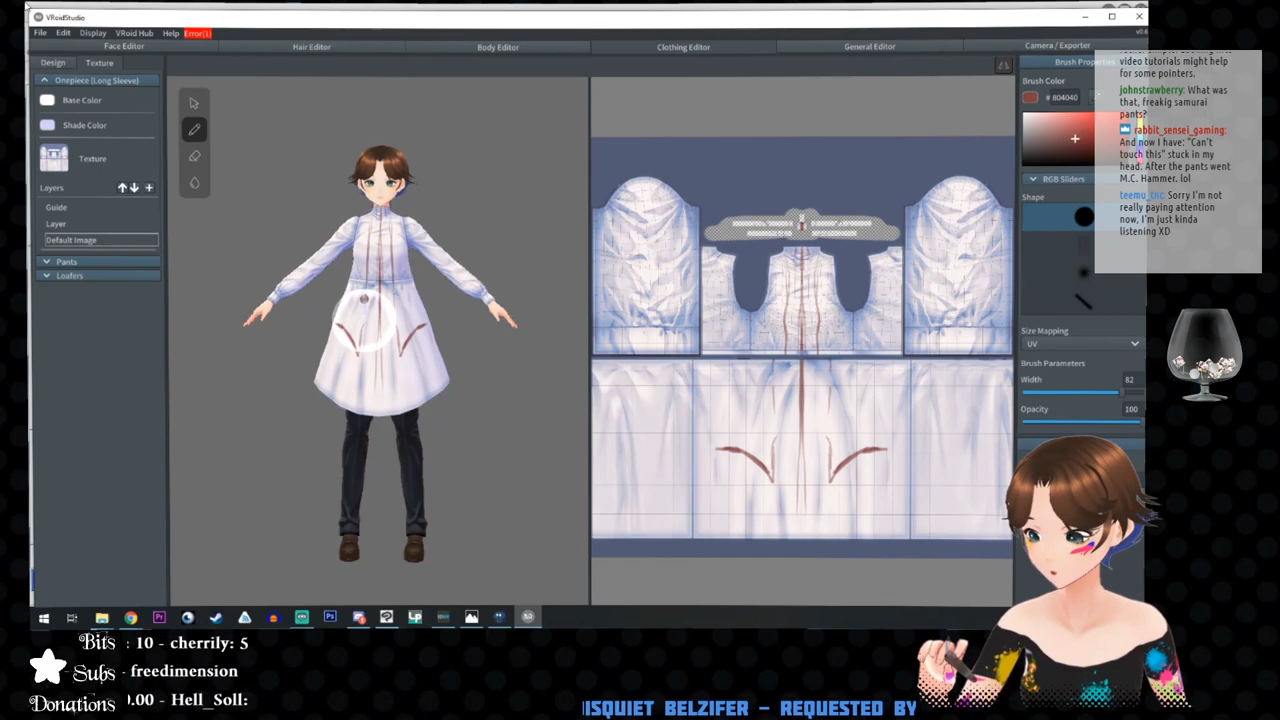 VRoidStudio
File Edit Display VRoid Hub Help Error(1)
v0.6
Face Editor Hair Editor Body Editor Clothing Editor General Editor Camera / Exporter
Design Texture
Onepiece (Long Sleeve)
Base Color
Shade Color
Texture
Layers
Guide
Layer
Default Image
Pants
Loafers
Brush Properties
Brush Color
# 804040
RGB Sliders
Shape
Size Mapping
UV
Brush Parameters
Width 82
Opacity 100
video tutorials might help
for some pointers.
johnstrawberry: What was
that, freakig samurai
pants?
rabbit_sensei_gaming:
And now I have: "Can't
touch this" stuck in my
head. After the pants went
M.C. Hammer. lol
teemu_tnc: Sorry I'm not
really paying attention
now, I'm just kinda
listening XD
Pr
Ps
LP
Bits : 10 - cherrily: 5
Subs - freedimension
Donations .00 - Hell_Soll:
ISQUIET BELZIFER - REQUESTED BY